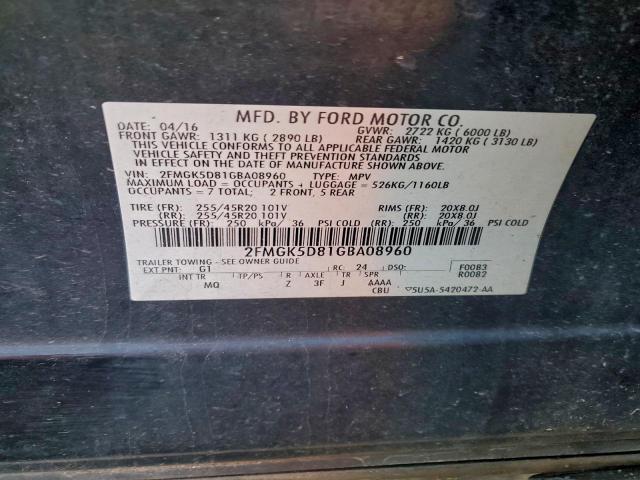 MFD. BY FORD MOTOR CO.
DATE: 04/16 GVWR: 2722 KG ( 6000 LB)
FRONT GAWR: 1311 KG ( 2890 LB) REAR GAWR: 1420 KG ( 3130 LB)
THIS VEHICLE CONFORMS TO ALL APPLICABLE FEDERAL MOTOR
VEHICLE SAFETY AND THEFT PREVENTION STANDARDS
IN EFFECT ON THE DATE OF MANUFACTURE SHOWN ABOVE.
VIN: 2FMGK5D81GBA08960 TYPE: MPV
MAXIMUM LOAD = OCCUPANTS + LUGGAGE = 526KG/1160LB
OCCUPANTS = 7 TOTAL; 2 FRONT, 5 REAR
TIRE (FR): 255/45R20 101V RIMS (FR): 20X8.0J
(RR): 255/45R20 101V (RR): 20X8.0J
PRESSURE (FR): 250 kPa/ 36 PSI COLD (RR): 250 kPa/ 36 PSI COLD
2FMGK5D81GBA08960
TRAILER TOWING - SEE OWNER GUIDE
EXT PNT: G1 RC: 24 DSO: F0083
INT TR TP/PS R AXLE TR SPR R0082
MQ Z 3F J AAAA
CBU ▽5U5A-5420472-AA